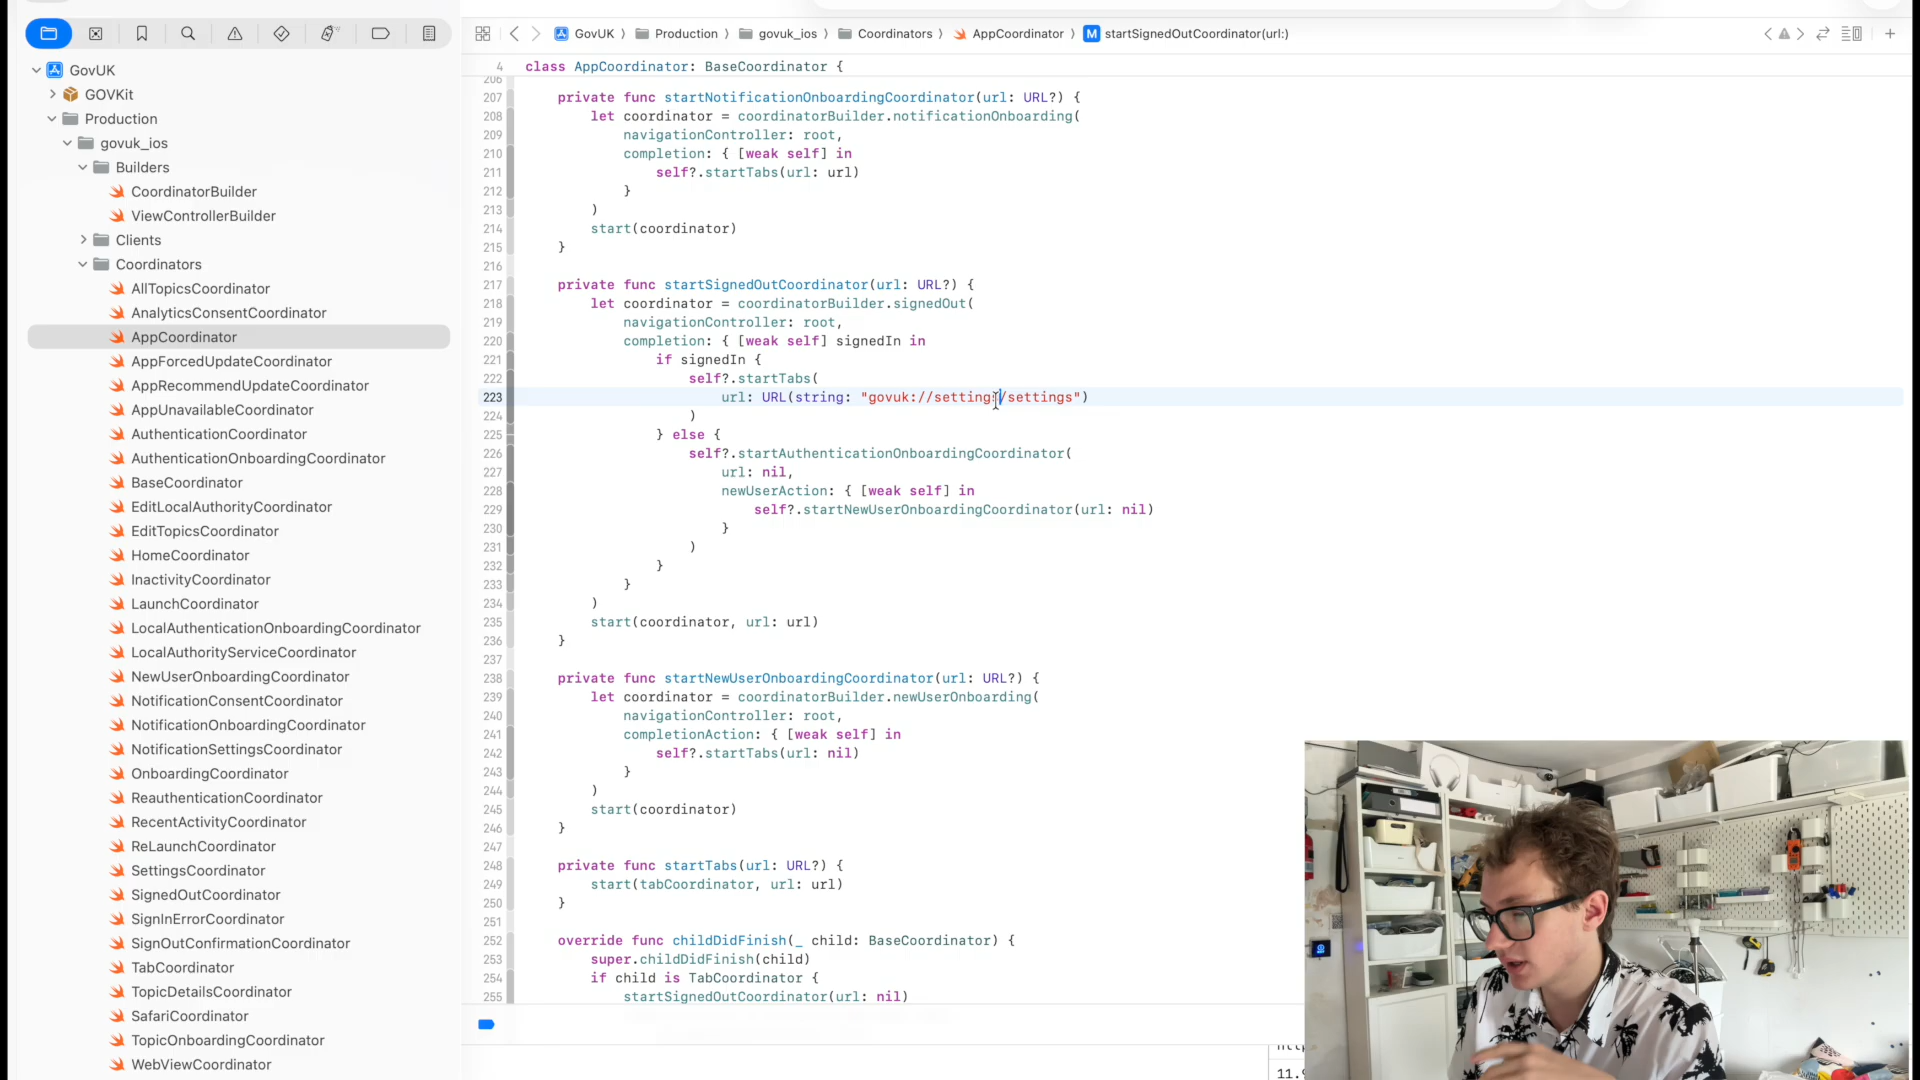 GovUK
Production
govuk_ios
Coordinators
AppCoordinator
M
startSignedOutCoordinator(url:)
GovUK
GOVKit
Production
govuk_ios
Builders
CoordinatorBuilder
ViewControllerBuilder
Clients
Coordinators
AllTopicsCoordinator
AnalyticsConsentCoordinator
AppCoordinator
AppForcedUpdateCoordinator
AppRecommendUpdateCoordinator
AppUnavailableCoordinator
AuthenticationCoordinator
AuthenticationOnboardingCoordinator
BaseCoordinator
EditLocalAuthorityCoordinator
EditTopicsCoordinator
HomeCoordinator
InactivityCoordinator
LaunchCoordinator
LocalAuthenticationOnboardingCoordinator
LocalAuthorityServiceCoordinator
NewUserOnboardingCoordinator
NotificationConsentCoordinator
NotificationOnboardingCoordinator
NotificationSettingsCoordinator
OnboardingCoordinator
ReauthenticationCoordinator
RecentActivityCoordinator
ReLaunchCoordinator
SettingsCoordinator
SignedOutCoordinator
SignInErrorCoordinator
SignOutConfirmationCoordinator
TabCoordinator
TopicDetailsCoordinator
SafariCoordinator
TopicOnboardingCoordinator
WebViewCoordinator
4 class AppCoordinator: BaseCoordinator {
206
207 private func startNotificationOnboardingCoordinator(url: URL?) {
208 let coordinator = coordinatorBuilder.notificationOnboarding(
209 navigationController: root,
210 completion: { [weak self] in
211 self?.startTabs(url: url)
212 }
213 )
214 start(coordinator)
215 }
216
217 private func startSignedOutCoordinator(url: URL?) {
218 let coordinator = coordinatorBuilder.signedOut(
219 navigationController: root,
220 completion: { [weak self] signedIn in
221 if signedIn {
222 self?.startTabs(
223 url: URL(string: "govuk://settings/settings")
224 )
225 } else {
226 self?.startAuthenticationOnboardingCoordinator(
227 url: nil,
228 newUserAction: { [weak self] in
229 self?.startNewUserOnboardingCoordinator(url: nil)
230 }
231 )
232 }
233 }
234 )
235 start(coordinator, url: url)
236 }
237
238 private func startNewUserOnboardingCoordinator(url: URL?) {
239 let coordinator = coordinatorBuilder.newUserOnboarding(
240 navigationController: root,
241 completionAction: { [weak self] in
242 self?.startTabs(url: nil)
243 }
244 )
245 start(coordinator)
246 }
247
248 private func startTabs(url: URL?) {
249 start(tabCoordinator, url: url)
250 }
251
252 override func childDidFinish(_ child: BaseCoordinator) {
253 super.childDidFinish(child)
254 if child is TabCoordinator {
255 startSignedOutCoordinator(url: nil)